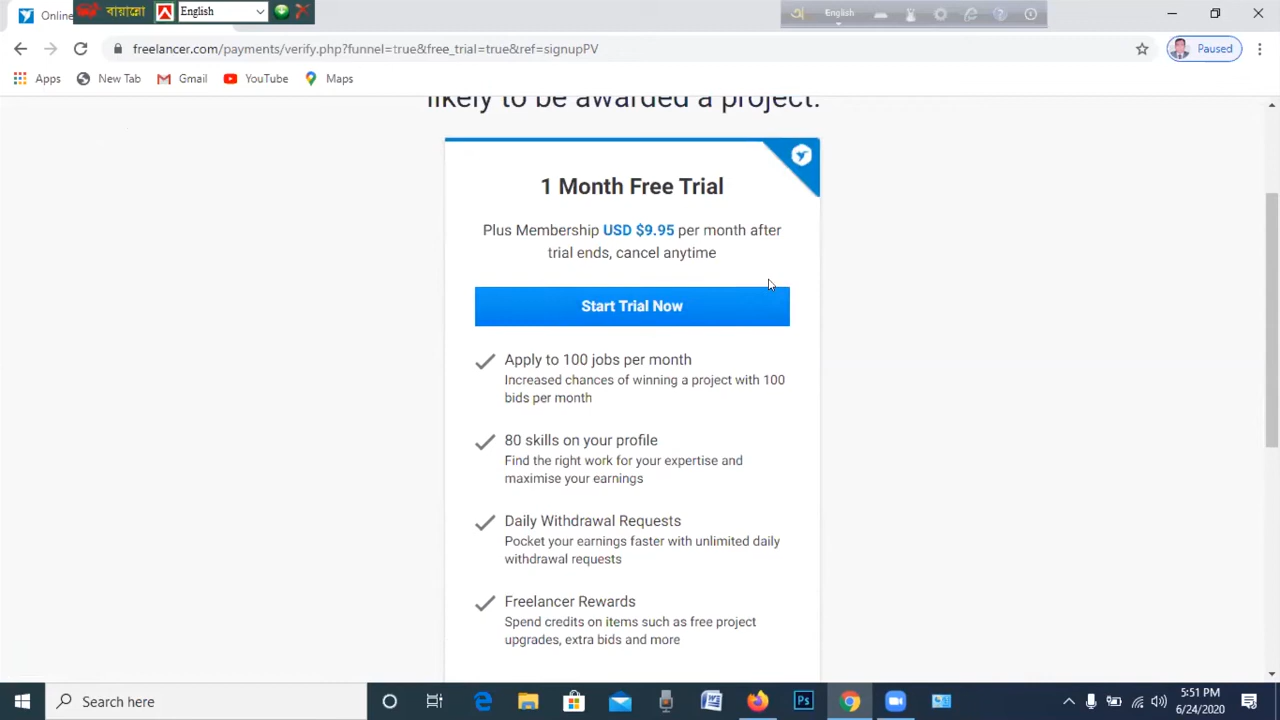 Online
বায়ান্নো
English
English
freelancer.com/payments/verify.php?funnel=true&free_trial=true&ref=signupPV
Paused
Apps
New Tab
Gmail
YouTube
Maps
likely to be awarded a project.
1 Month Free Trial
Plus Membership USD $9.95 per month after
trial ends, cancel anytime
Start Trial Now
Apply to 100 jobs per month
Increased chances of winning a project with 100
bids per month
80 skills on your profile
Find the right work for your expertise and
maximise your earnings
Daily Withdrawal Requests
Pocket your earnings faster with unlimited daily
withdrawal requests
Freelancer Rewards
Spend credits on items such as free project
upgrades, extra bids and more
Search here
5:51 PM
6/24/2020